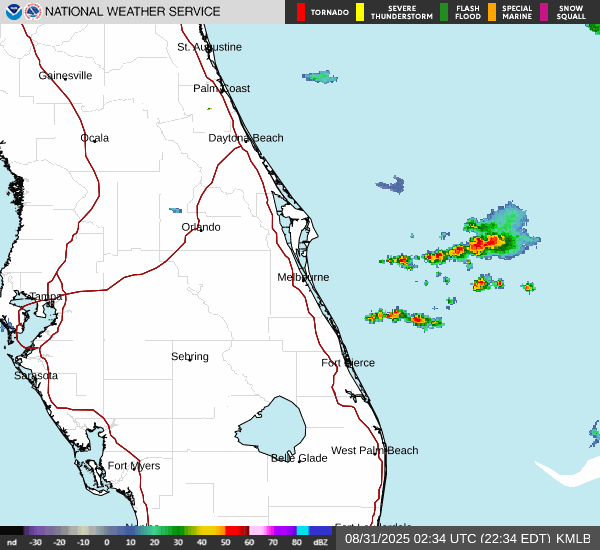 NATIONAL WEATHER SERVICE
TORNADO
SEVERE
THUNDERSTORM
FLASH
FLOOD
SPECIAL
MARINE
SNOW
SQUALL
St. Augustine
Gainesville
Palm Coast
Ocala
Daytona Beach
Orlando
Melbourne
Tampa
Sebring
Fort Pierce
Sarasota
West Palm Beach
Belle Glade
Fort Myers
nd -30 -20 -10 0 10 20 30 40 50 60 70 80 dBZ
08/31/2025 02:34 UTC (22:34 EDT) KMLB